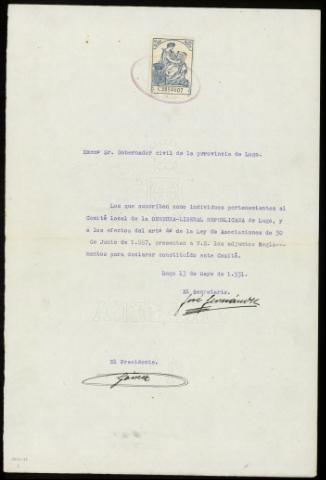 Excmº Sr. Gobernador civil de la provincia de Lugo.
Los que suscriben como individuos pertenecientes al
Comité local de la DERECHA-LIBERAL REPUBLICANA de Lugo, y
a los efectos del artº 4º de la Ley de Asociaciones de 30
de Junio de 1.887, presentan a V.E. los adjuntos Regla-
mentos para declarar constituido este Comité.
Lugo 13 de mayo de 1.931.
El Secretario.
José Fernández
El Presidente.